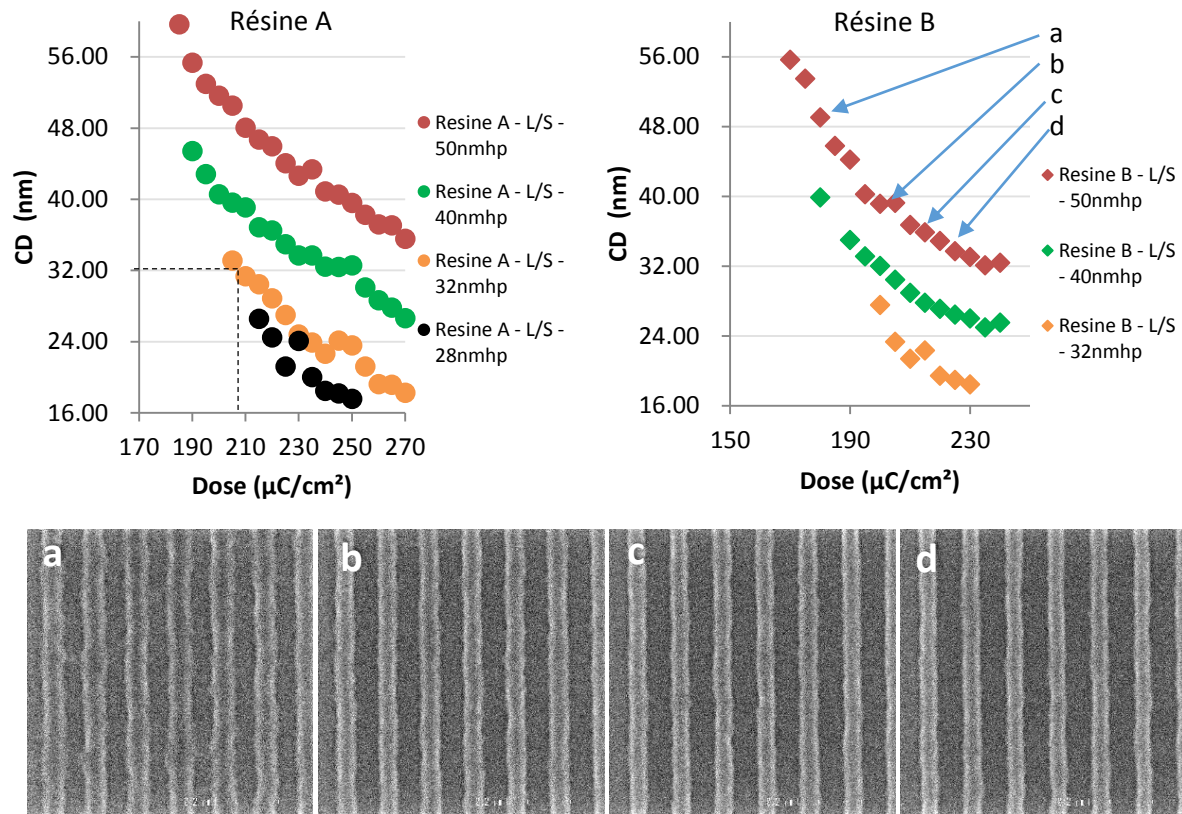 Résine A
56.00
48.00
40.00
32.00
24.00
16.00
CD (nm)
170 190 210 230 250 270
Dose (µC/cm²)
Resine A - L/S -
50nmhp
Resine A - L/S -
40nmhp
Resine A - L/S -
32nmhp
Resine A - L/S -
28nmhp
Résine B
56.00
48.00
40.00
32.00
24.00
16.00
CD (nm)
150 190 230
Dose (µC/cm²)
a
b
c
d
Resine B - L/S
- 50nmhp
Resine B - L/S
- 40nmhp
Resine B - L/S
- 32nmhp
a
b
c
d